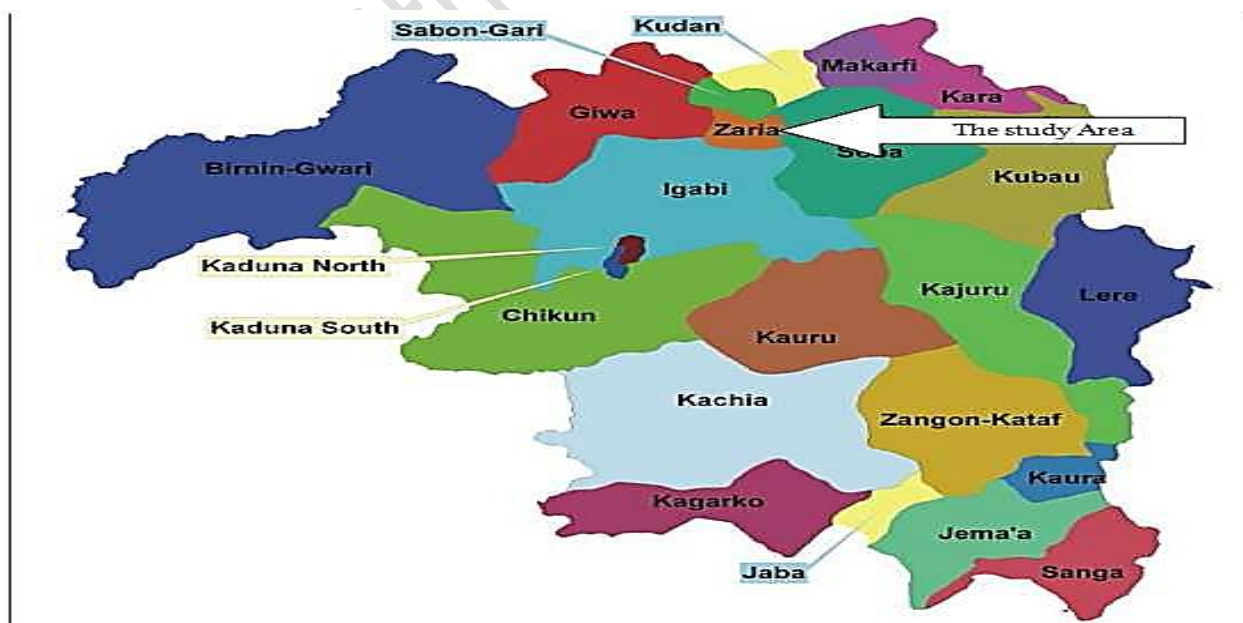 Kudan
Sabon-Gari
Makarfi
Kara
Giwa
Zaria
The study Area
Birnin-Gwari
Igabi
Kubau
Kaduna North
Kajuru
Lere
Kaduna South
Chikun
Kauru
Kachia
Zangon-Kataf
Kagarko
Kaura
Jema'a
Jaba
Sanga